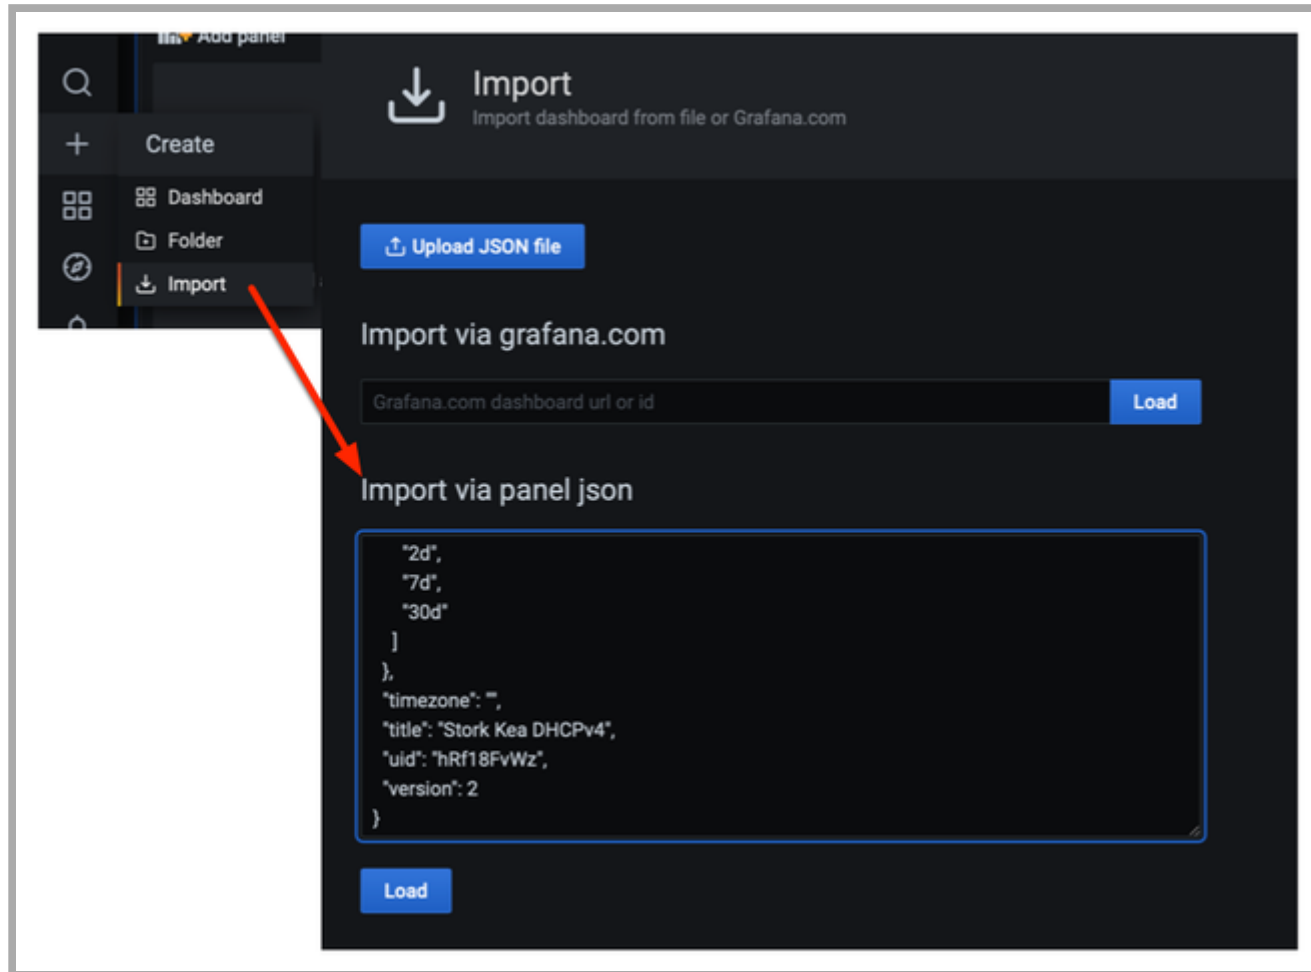 Add panel
Create
Dashboard
Folder
Import
Import
Import dashboard from file or Grafana.com
Upload JSON file
Import via grafana.com
Grafana.com dashboard url or id
Load
Import via panel json
"2d",
"7d",
"30d"
]
},
"timezone": "",
"title": "Stork Kea DHCPv4",
"uid": "hRf18FvWz",
"version": 2
}
Load